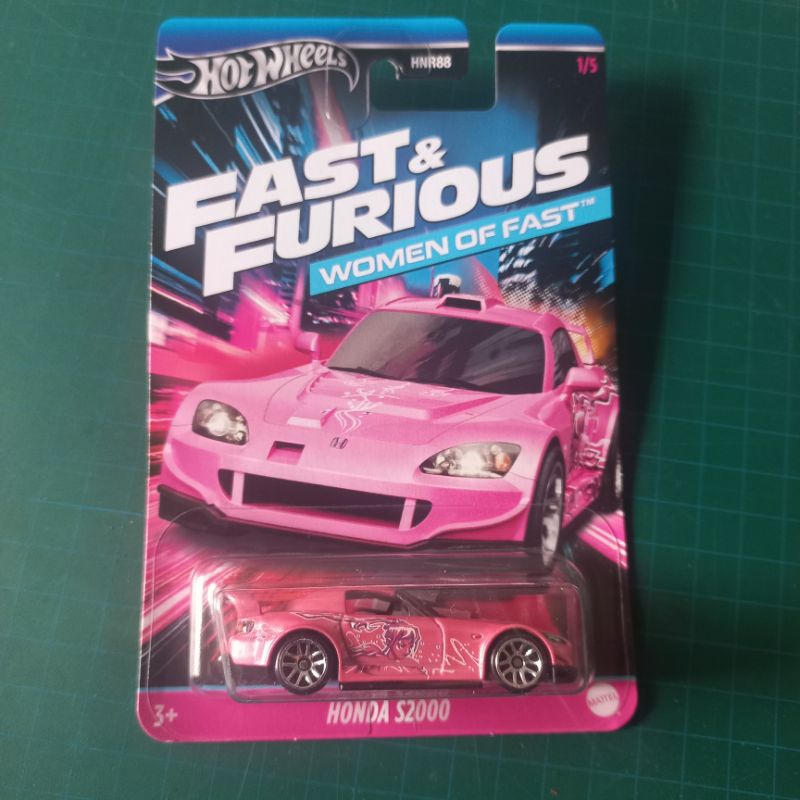 HOT WHEELS
HNR88
1/5
FAST &
FURIOUS
WOMEN OF FAST™
3+
HONDA S2000
MATTEL